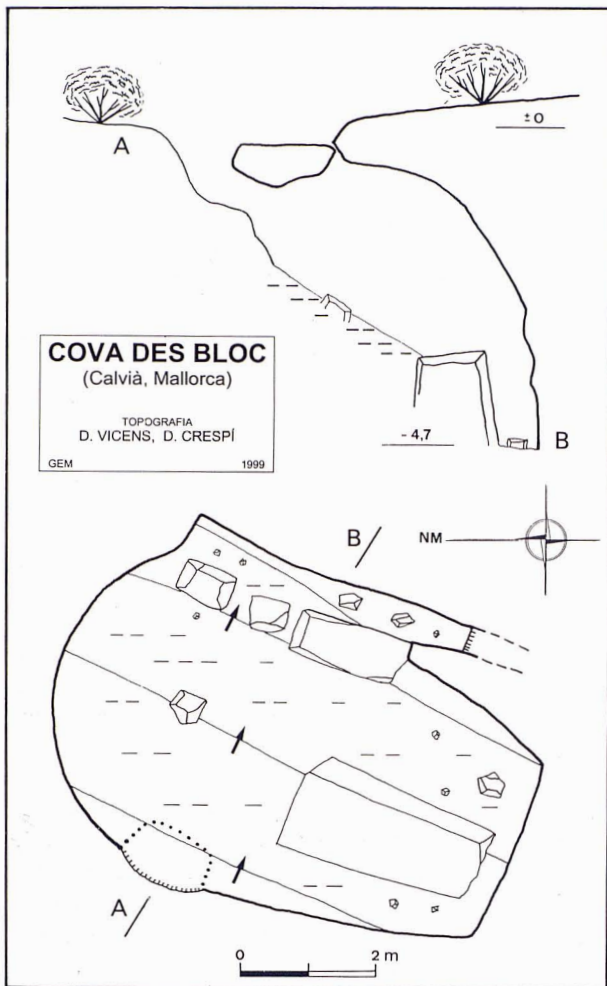 A
±0
COVA DES BLOC
(Calvià, Mallorca)
TOPOGRAFIA
D. VICENS, D. CRESPÍ
GEM 1999
- 4,7
B
B
NM
A
0 2 m